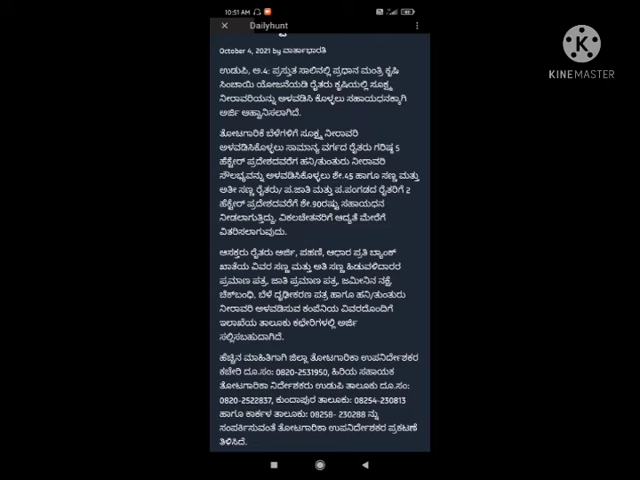 10:51 AM
Dailyhunt
KINEMASTER
October 4, 2021 by ವಾರ್ತಾಭಾರತಿ
ಉಡುಪಿ, ಅ.4: ಪ್ರಸ್ತುತ ಸಾಲಿನಲ್ಲಿ ಪ್ರಧಾನ ಮಂತ್ರಿ ಕೃಷಿ
ಸಿಂಚಾಯಿ ಯೋಜನೆಯಡಿ ರೈತರು ಕೃಷಿಯಲ್ಲಿ ಸೂಕ್ಷ್ಮ
ನೀರಾವರಿಯನ್ನು ಅಳವಡಿಸಿ ಕೊಳ್ಳಲು ಸಹಾಯಧನಕ್ಕಾಗಿ
ಅರ್ಜಿ ಆಹ್ವಾನಿಸಲಾಗಿದೆ.
ತೋಟಗಾರಿಕೆ ಬೆಳೆಗಳಿಗೆ ಸೂಕ್ಷ್ಮ ನೀರಾವರಿ
ಅಳವಡಿಸಿಕೊಳ್ಳಲು ಸಾಮಾನ್ಯ ವರ್ಗದ ರೈತರು ಗರಿಷ್ಠ 5
ಹೆಕ್ಟೇರ್ ಪ್ರದೇಶದವರೆಗೆ ಹನಿ/ತುಂತುರು ನೀರಾವರಿ
ಸೌಲಭ್ಯವನ್ನು ಅಳವಡಿಸಿಕೊಳ್ಳಲು ಶೇ.45 ಹಾಗೂ ಸಣ್ಣ ಮತ್ತು
ಅತೀ ಸಣ್ಣ ರೈತರು/ ಪ.ಜಾತಿ ಮತ್ತು ಪ.ಪಂಗಡದ ರೈತರಿಗೆ 2
ಹೆಕ್ಟೇರ್ ಪ್ರದೇಶದವರೆಗೆ ಶೇ.90ರಷ್ಟು ಸಹಾಯಧನ
ನೀಡಲಾಗುತ್ತಿದ್ದು, ವಿಕಲಚೇತನರಿಗೆ ಆದ್ಯತೆ ಮೇರೆಗೆ
ವಿತರಿಸಲಾಗುವುದು.
ಆಸಕ್ತರು ರೈತರು ಅರ್ಜಿ, ಪಹಣಿ, ಆಧಾರ ಪ್ರತಿ ಬ್ಯಾಂಕ್
ಖಾತೆಯ ವಿವರ ಸಣ್ಣ ಮತ್ತು ಅತಿ ಸಣ್ಣ ಹಿಡುವಳಿದಾರರ
ಪ್ರಮಾಣ ಪತ್ರ, ಜಾತಿ ಪ್ರಮಾಣ ಪತ್ರ, ಜಮೀನಿನ ನಕ್ಷೆ,
ಚೆಕ್‌ಬಂಧಿ, ಬೆಳೆ ದೃಢೀಕರಣ ಪತ್ರ ಹಾಗೂ ಹನಿ/ತುಂತುರು
ನೀರಾವರಿ ಅಳವಡಿಸುವ ಕಂಪೆನಿಯ ವಿವರದೊಂದಿಗೆ
ಇಲಾಖೆಯ ತಾಲೂಕು ಕಛೇರಿಗಳಲ್ಲಿ ಅರ್ಜಿ
ಸಲ್ಲಿಸಬಹುದಾಗಿದೆ.
ಹೆಚ್ಚಿನ ಮಾಹಿತಿಗಾಗಿ ಜಿಲ್ಲಾ ತೋಟಗಾರಿಕಾ ಉಪನಿರ್ದೇಶಕರ
ಕಚೇರಿ ದೂ.ಸಂ: 0820-2531950, ಹಿರಿಯ ಸಹಾಯಕ
ತೋಟಗಾರಿಕಾ ನಿರ್ದೇಶಕರು ಉಡುಪಿ ತಾಲೂಕು ದೂ.ಸಂ:
0820-2522837, ಕುಂದಾಪುರ ತಾಲೂಕು: 08254-230813
ಹಾಗೂ ಕಾರ್ಕಳ ತಾಲೂಕು: 08258- 230288 ನ್ನು
ಸಂಪರ್ಕಿಸುವಂತೆ ತೋಟಗಾರಿಕಾ ಉಪನಿರ್ದೇಶಕರ ಪ್ರಕಟಣೆ
ತಿಳಿಸಿದೆ.